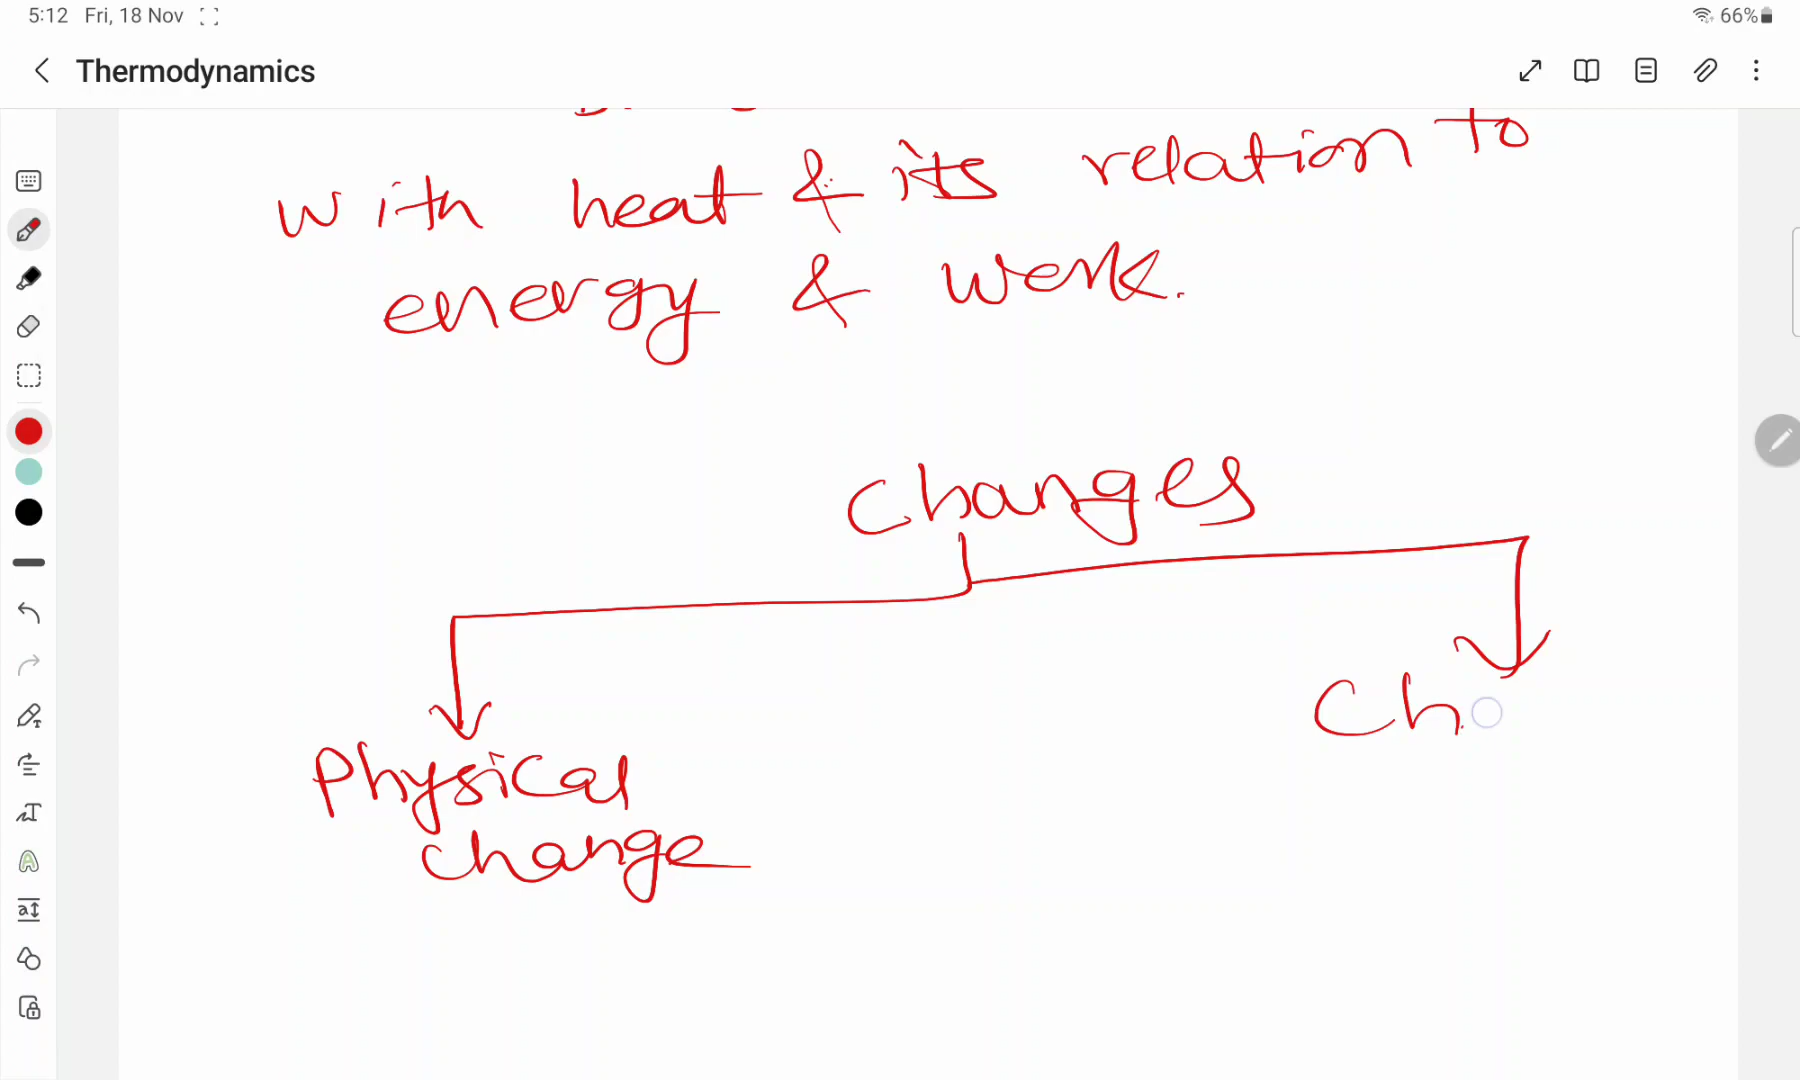 5:12 Fri, 18 Nov 66%
Thermodynamics
with heat & its relation to
energy & work.
Changes
Physical Ch
change